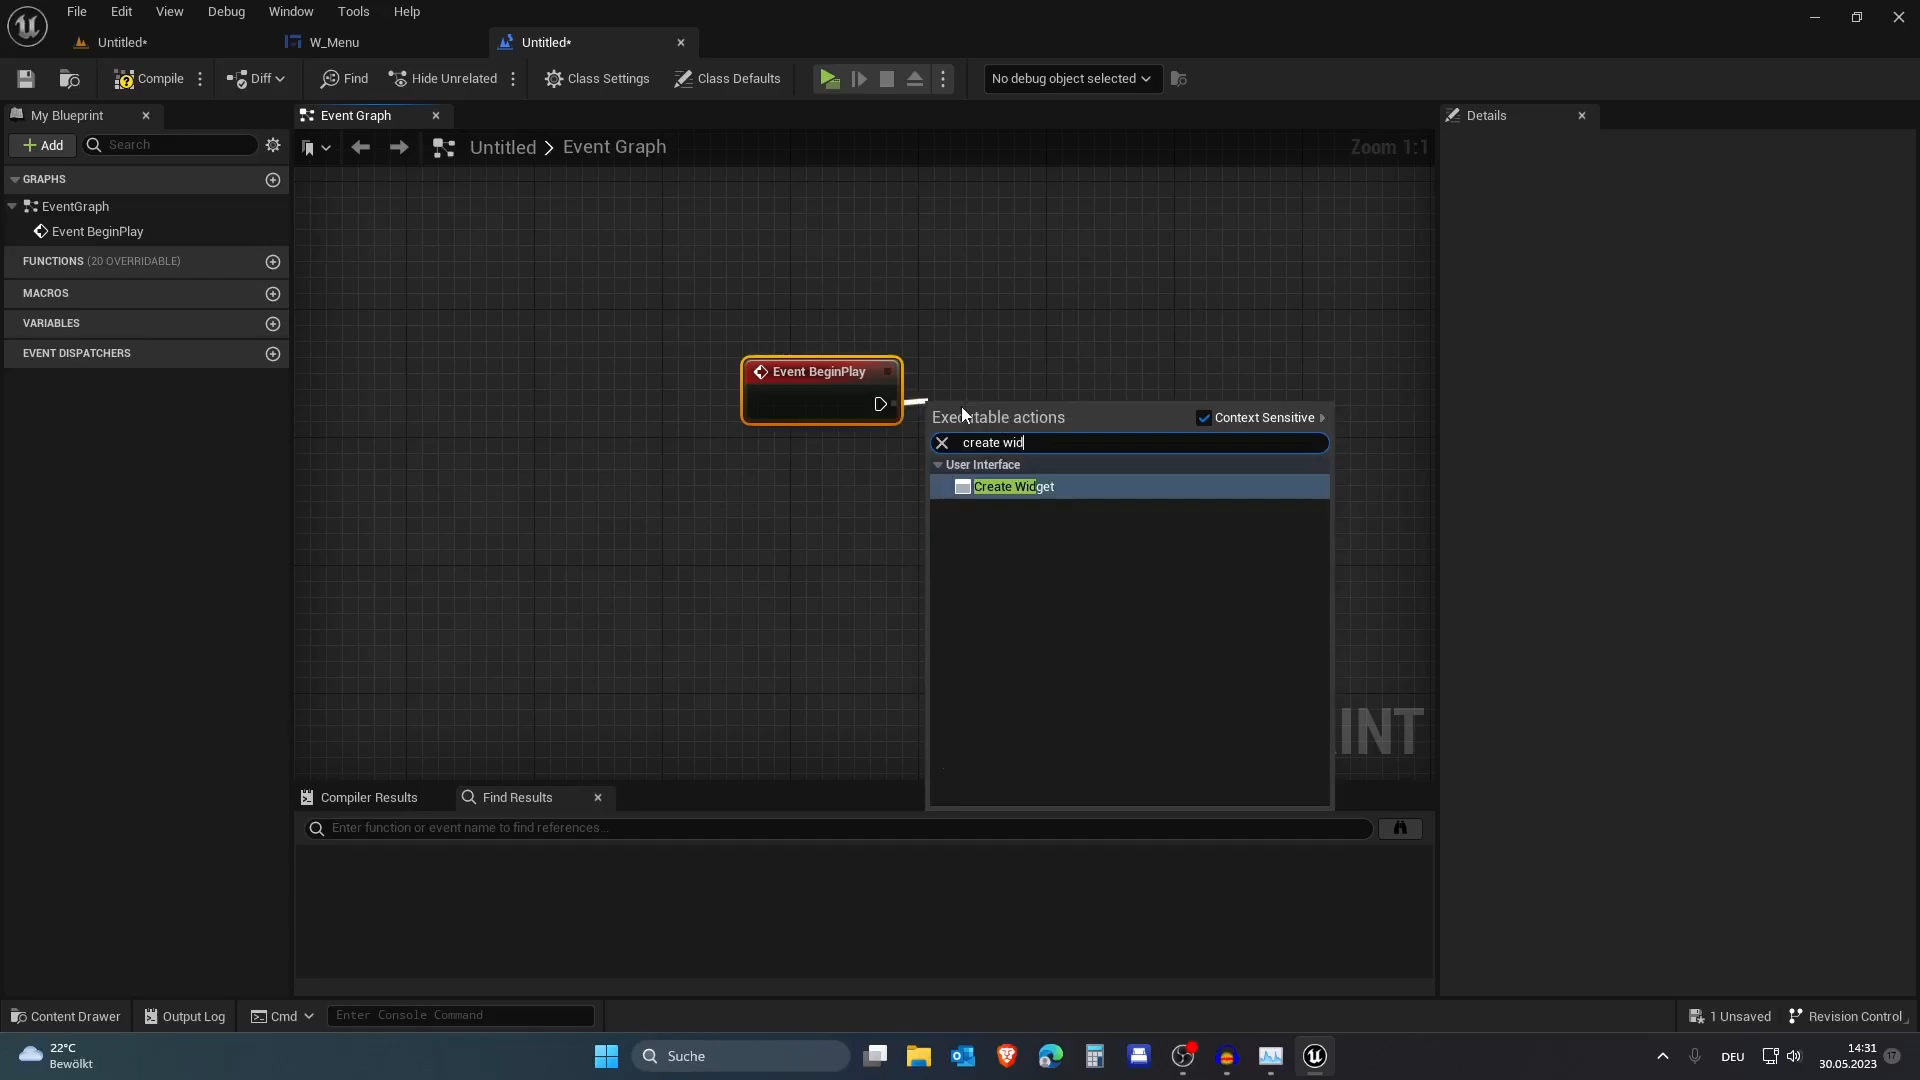 File Edit View Debug Window Tools Help
Untitled* W_Menu Untitled*
Compile Diff Find Hide Unrelated Class Settings Class Defaults No debug object selected
My Blueprint Event Graph Details
Add Search Untitled > Event Graph Zoom 1:1
GRAPHS
EventGraph
Event BeginPlay
FUNCTIONS (20 OVERRIDABLE)
MACROS
VARIABLES
EVENT DISPATCHERS
Event BeginPlay
Executable actions Context Sensitive
create wid
User Interface
Create Widget
INT
Compiler Results Find Results
Enter function or event name to find references...
Content Drawer Output Log Cmd Enter Console Command 1 Unsaved Revision Control
22°C
Bewölkt
Suche
DEU
14:31
30.05.2023
17